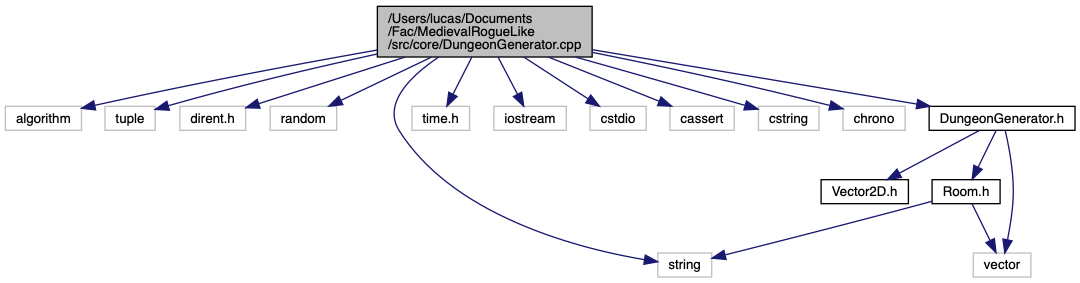 /Users/lucas/Documents
/Fac/MedievalRogueLike
/src/core/DungeonGenerator.cpp
algorithm
tuple
dirent.h
random
time.h
iostream
cstdio
cassert
cstring
chrono
DungeonGenerator.h
Vector2D.h
Room.h
string
vector